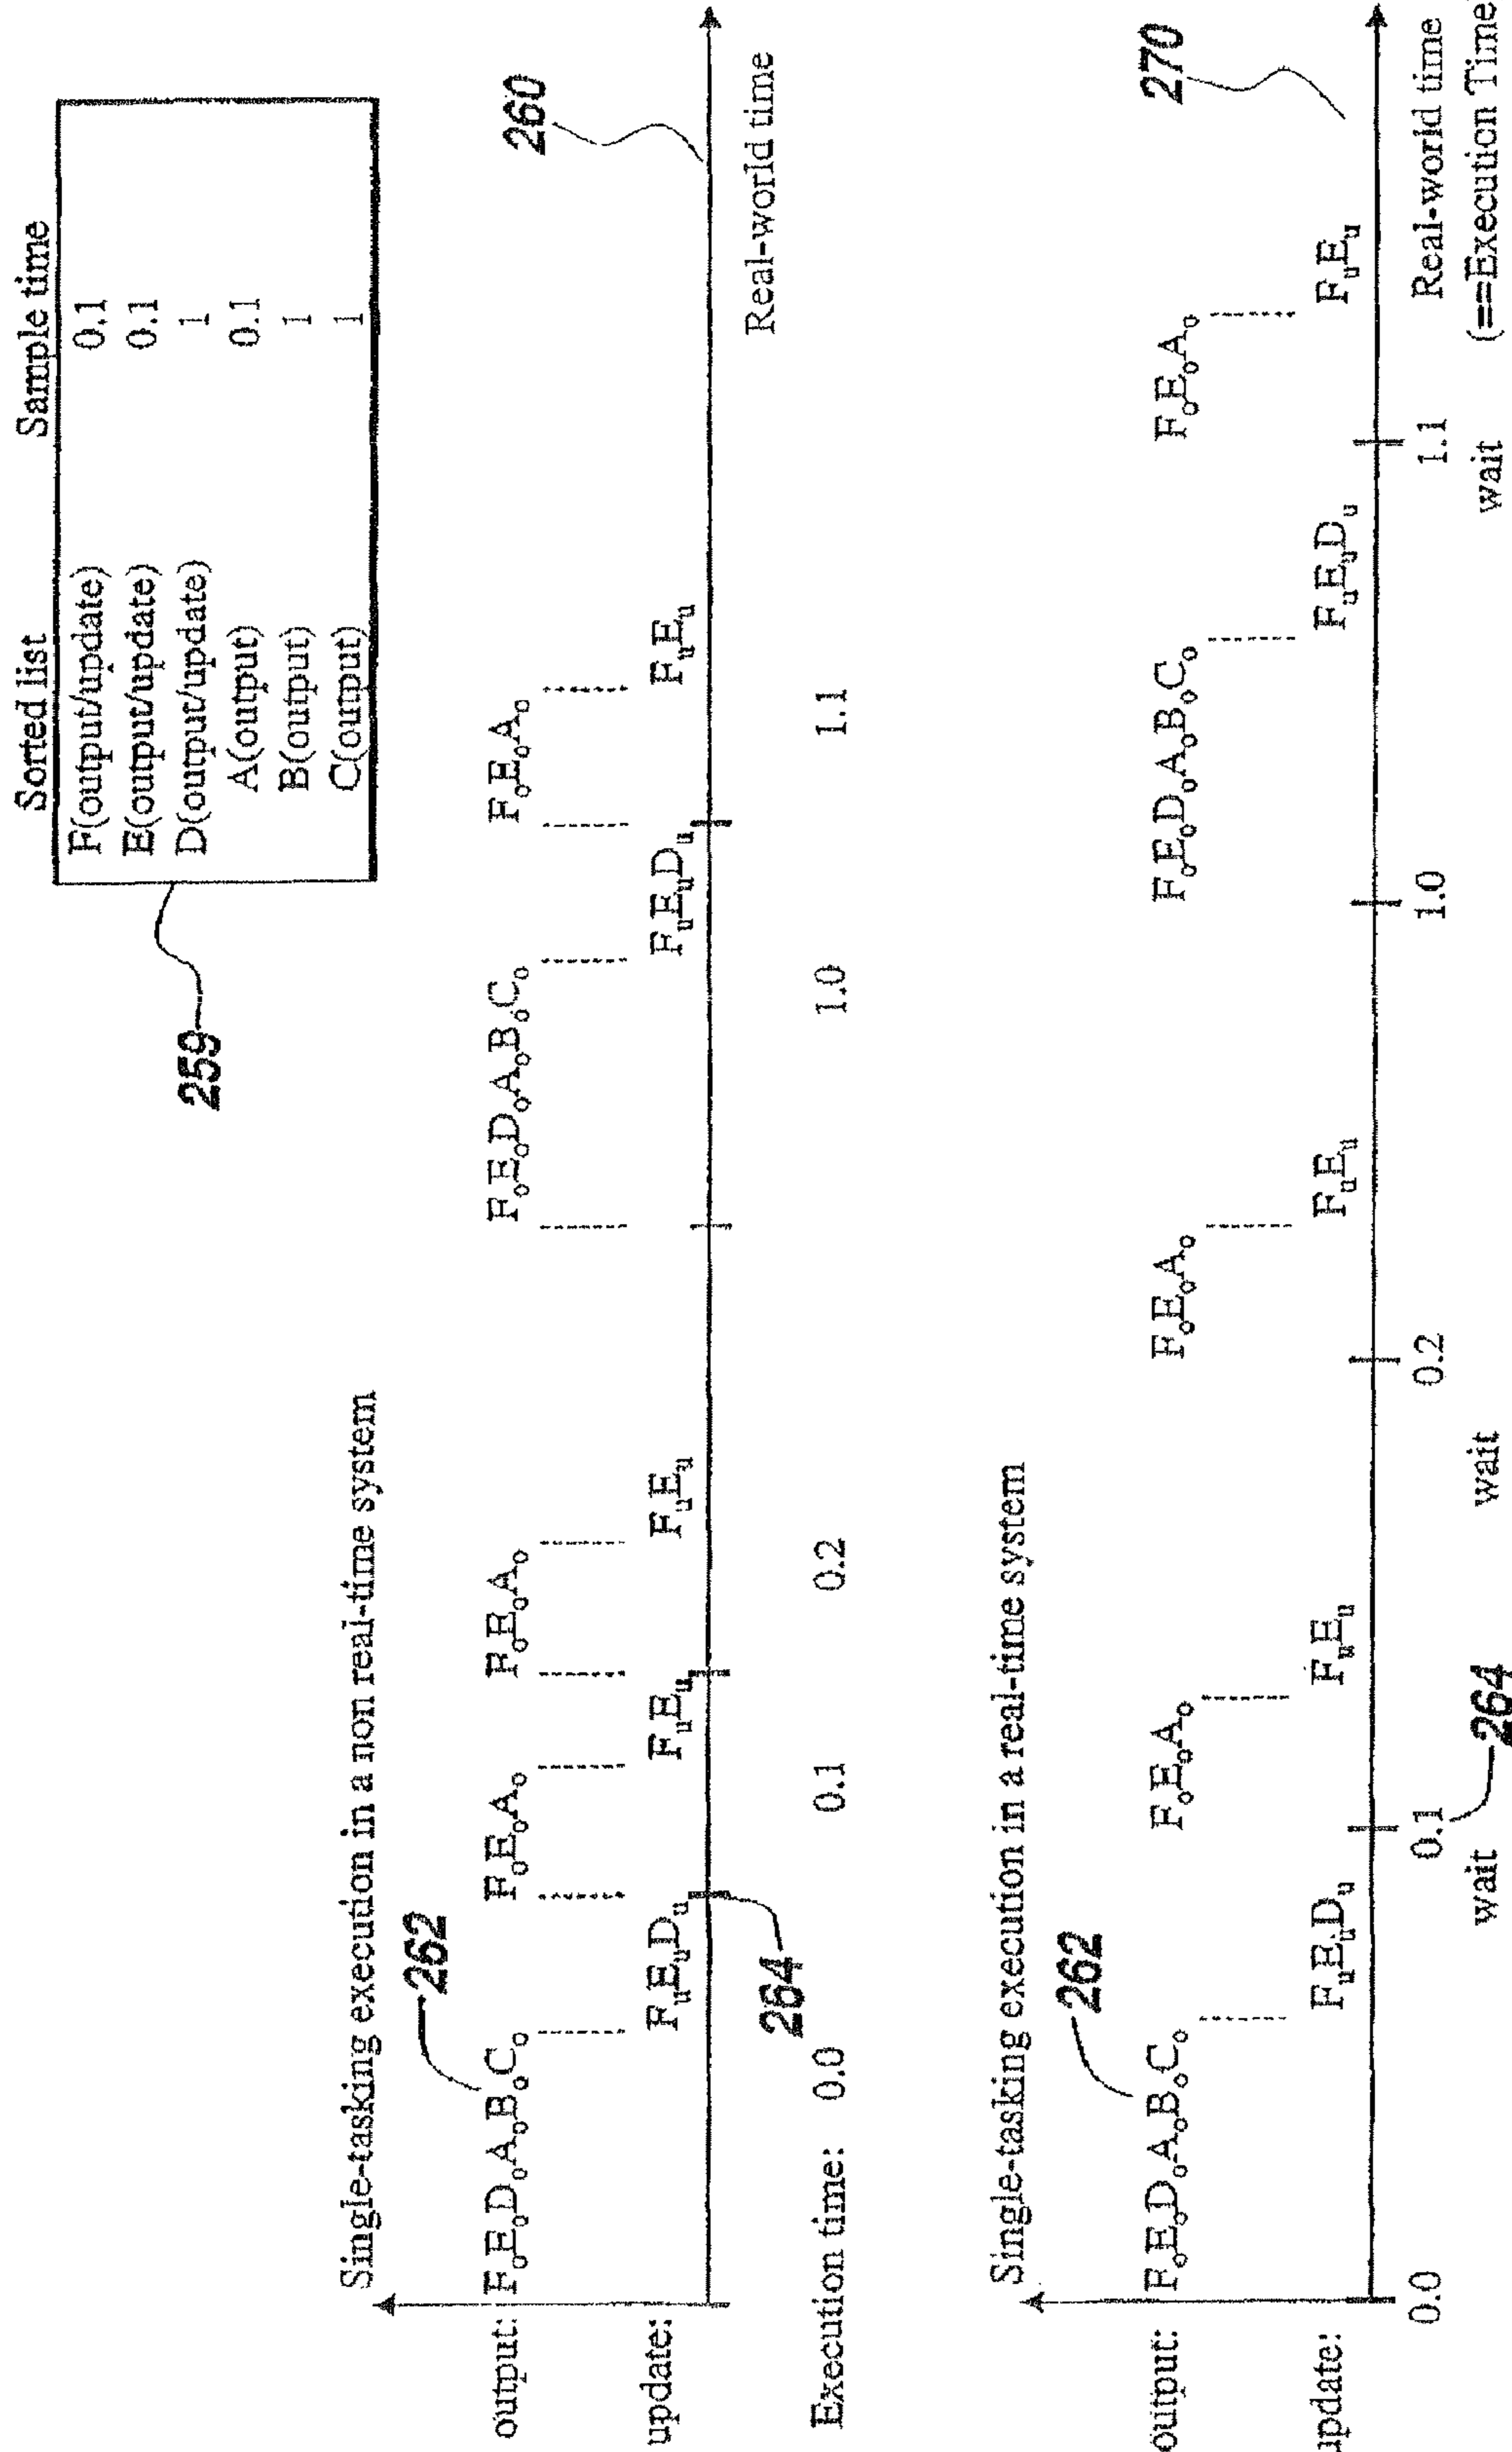 Sorted list Sample time
F(output/update) 0.1
E(output/update) 0.1
D(output/update) 1
A(output) 0.1
B(output) 1
C(output) 1
259
Single-tasking execution in a non real-time system
262
260
output: FoEoDoAoBoCo FoEoAo FoEoAo FoEoDoAoBoCo FoEoAo
update: FuEuDu FuEu FuEu FuEuDu FuEu
264
Real-world time
Execution time: 0.0 0.1 0.2 1.0 1.1
Single-tasking execution in a real-time system
262
270
output: FoEoDoAoBoCo FoEoAo FoEoAo FoEoDoAoBoCo FoEoAo
update: FuEuDu FuEu FuEu FuEuDu FuEu
0.0 0.1 0.2 1.0 1.1 Real-world time
wait 264 wait wait (==Execution Time